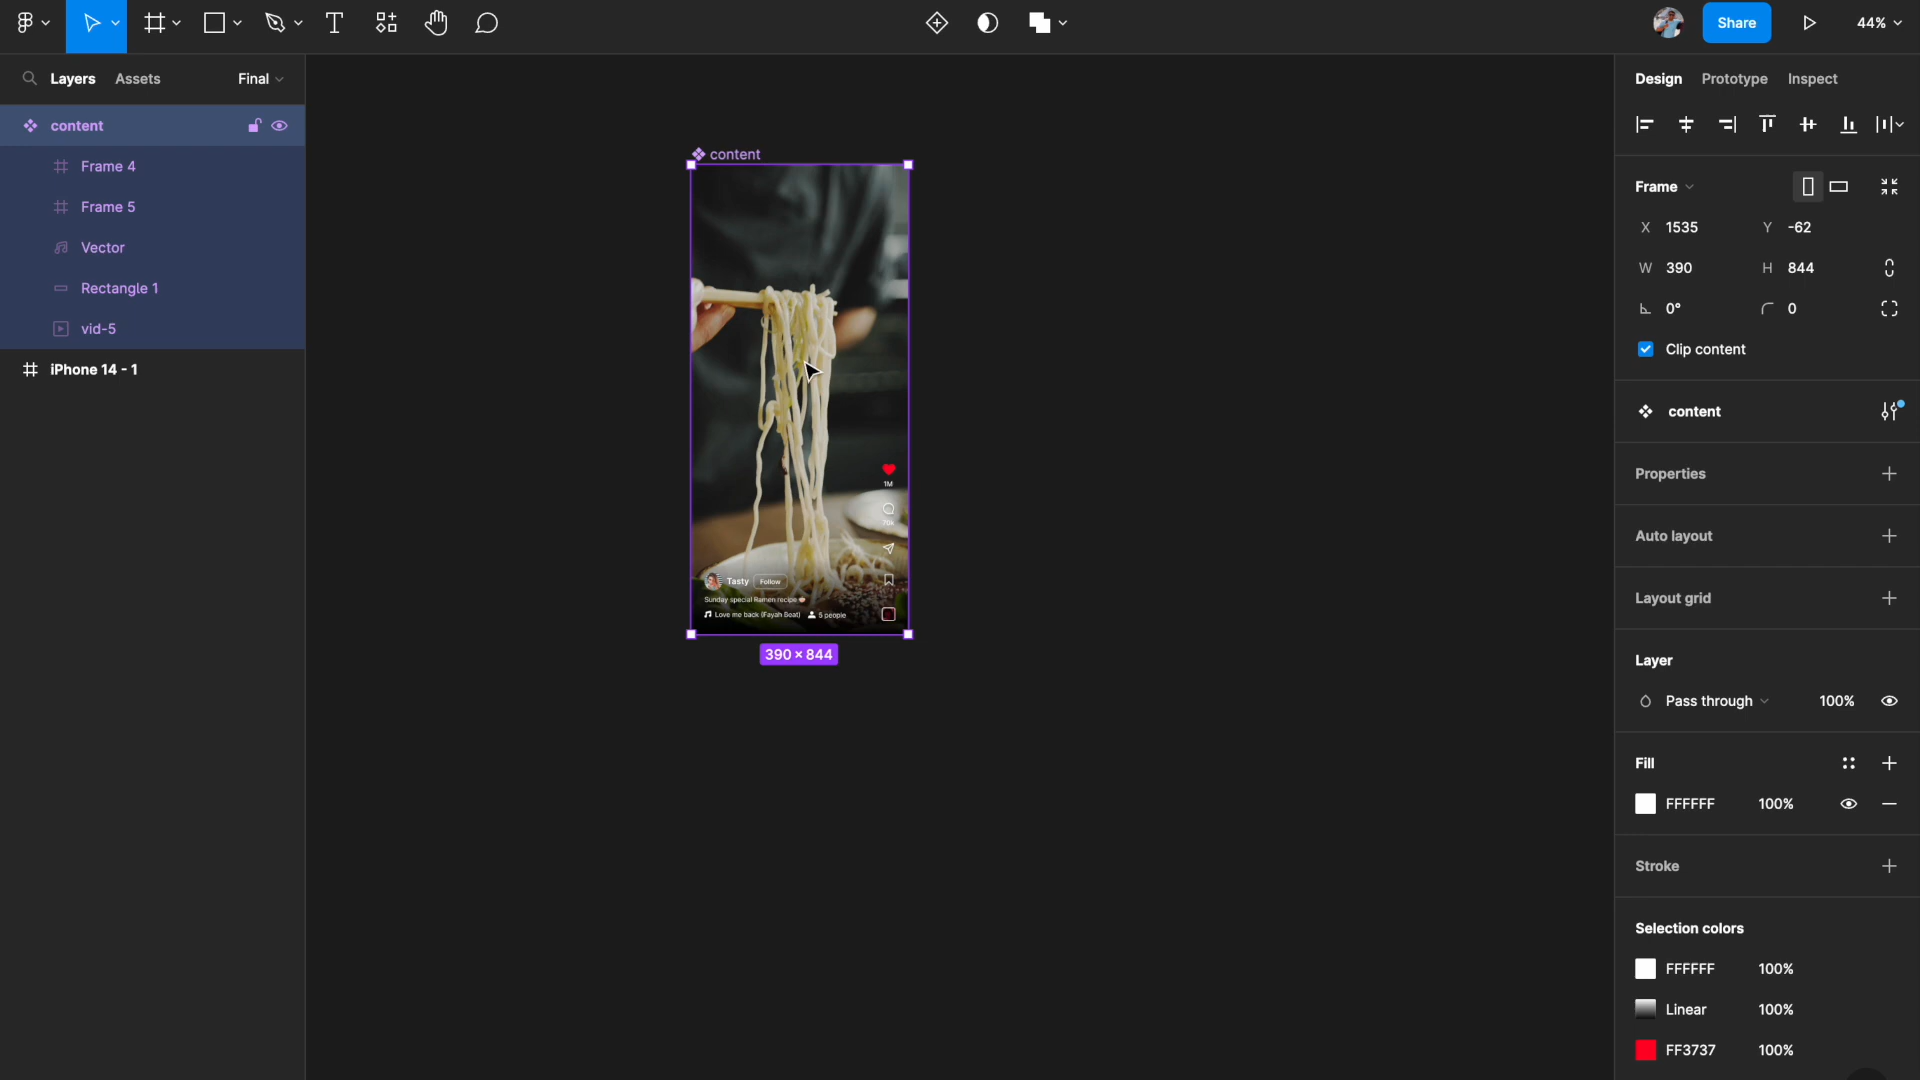 Share
44%
Layers
Assets
Final
content
Frame 4
Frame 5
Vector
Rectangle 1
vid-5
iPhone 14 - 1
content
1M
70k
Tasty
Follow
Sunday special Ramen recipe
Love me back (Fayah Beat)
5 people
390 × 844
Design
Prototype
Inspect
Frame
X 1535
Y -62
W 390
H 844
0°
0
Clip content
content
Properties
Auto layout
Layout grid
Layer
Pass through
100%
Fill
FFFFFF
100%
Stroke
Selection colors
FFFFFF
100%
Linear
100%
FF3737
100%